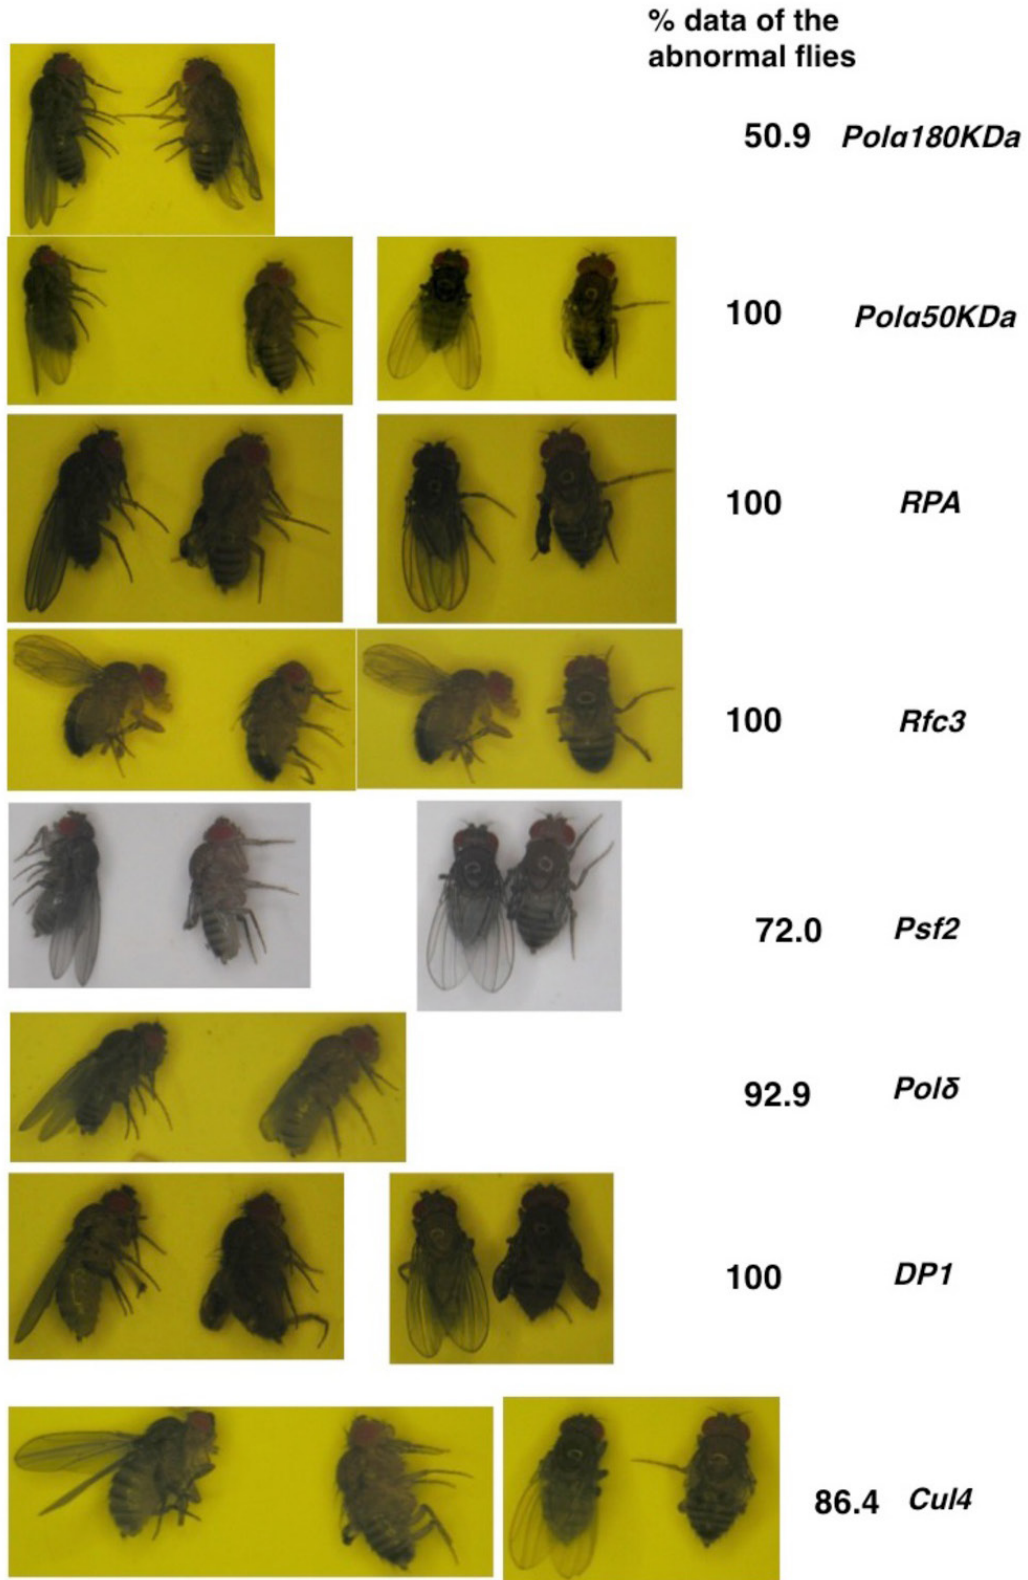 % data of the
abnormal flies
50.9 Polα180KDa
100 Polα50KDa
100 RPA
100 Rfc3
72.0 Psf2
92.9 Polδ
100 DP1
86.4 Cul4